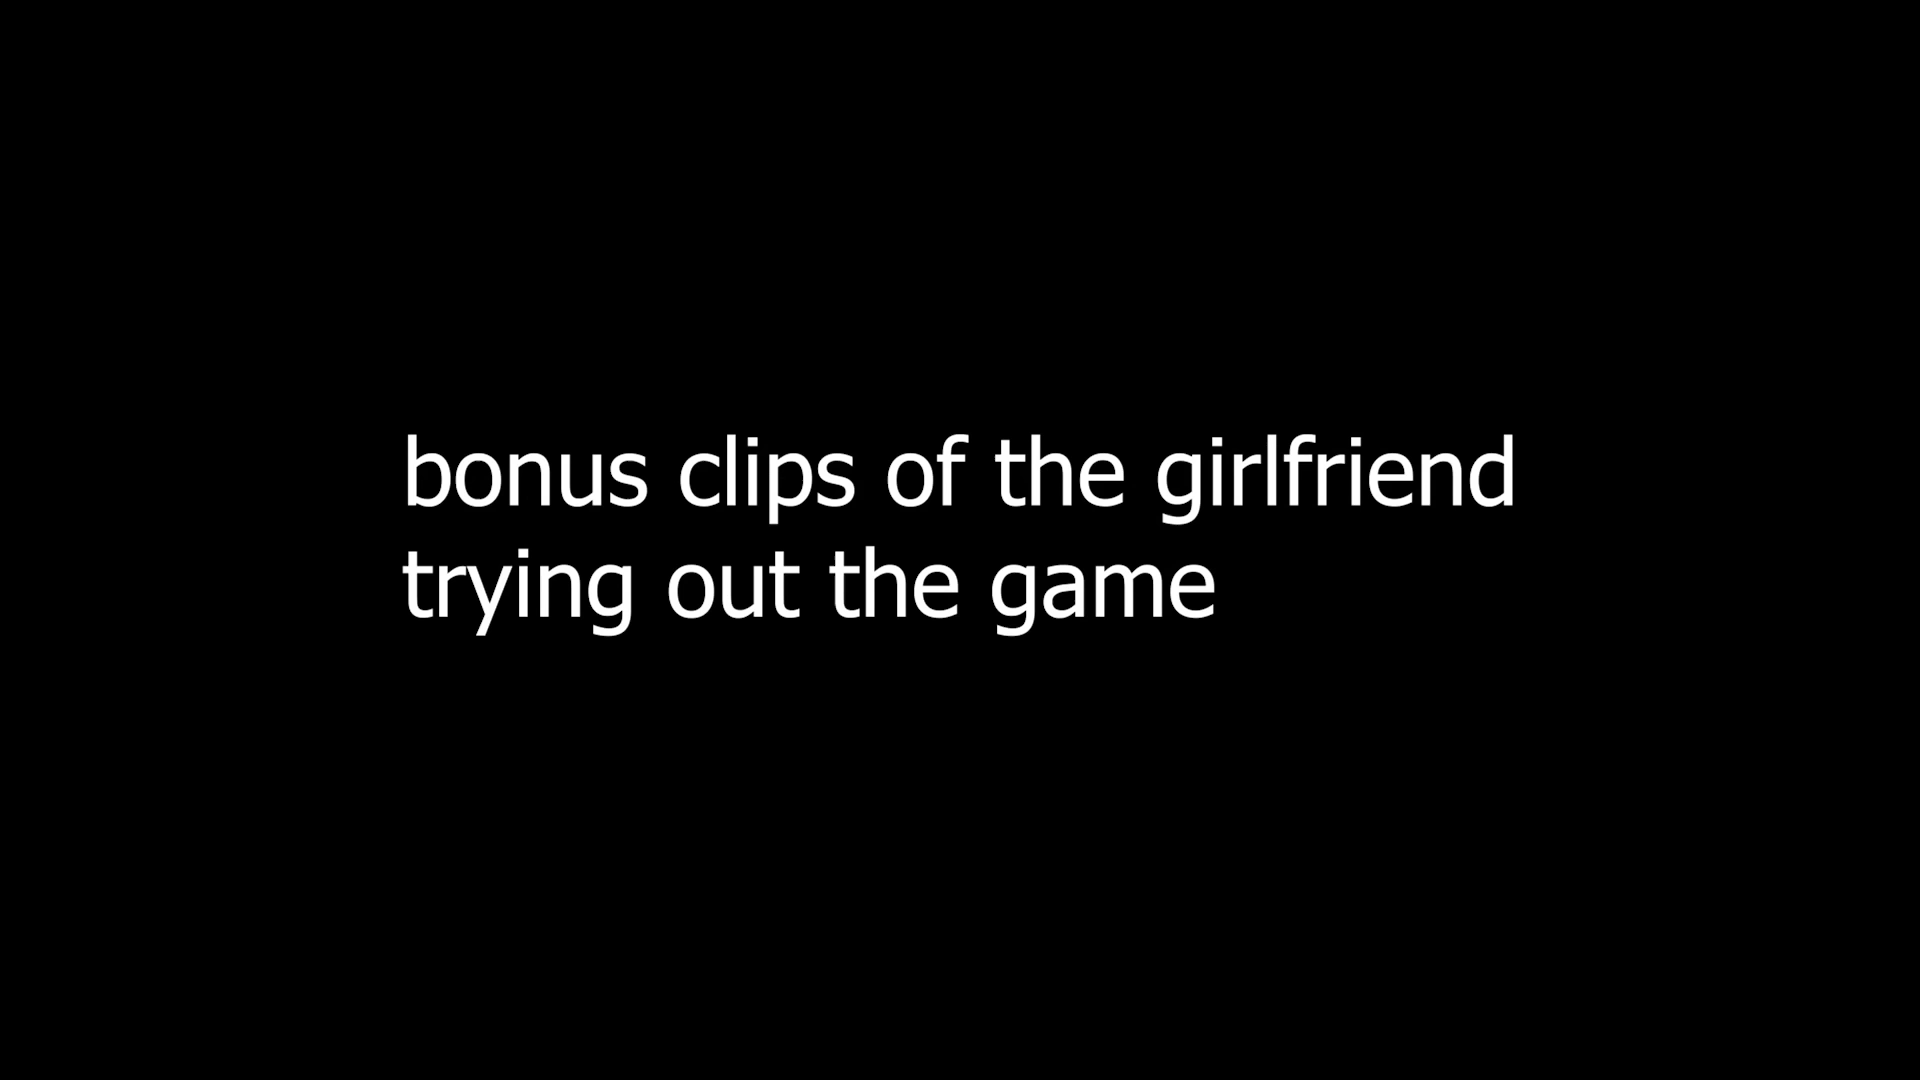 bonus clips of the girlfriend
trying out the game